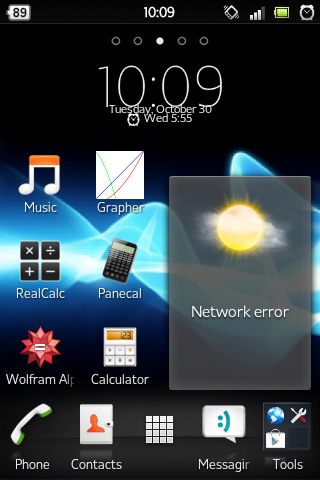 89
10:09
10:09
Tuesday, October 30
Wed 5:55
Music
Grapher
RealCalc
Panecal
Network error
Wolfram Alp
Calculator
Phone
Contacts
Messagir
Tools